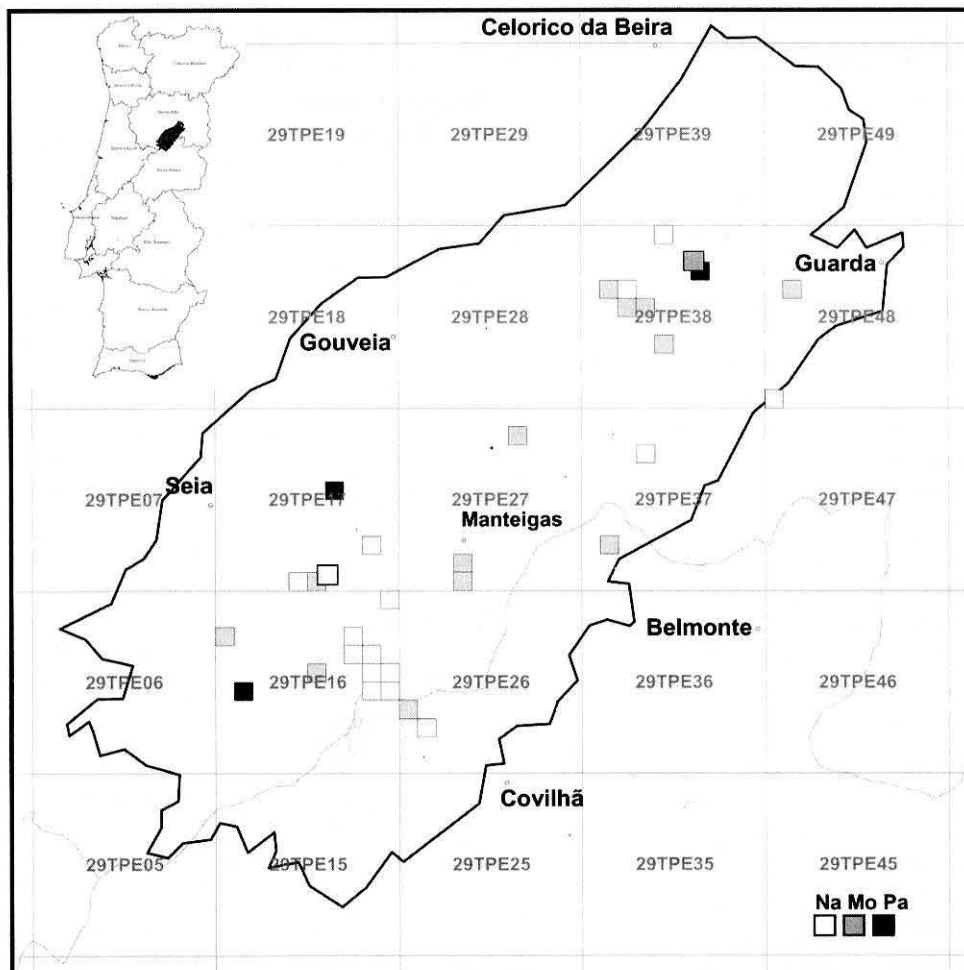 Celorico da Beira
29TPE19
29TPE29
29TPE39
29TPE49
Guarda
29TPE18
29TPE28
29TPE38
29TPE48
Gouveia
Seia
29TPE07
29TPE17
29TPE27
29TPE37
29TPE47
Manteigas
Belmonte
29TPE06
29TPE16
29TPE26
29TPE36
29TPE46
Covilhã
29TPE05
29TPE15
29TPE25
29TPE35
29TPE45
Na Mo Pa